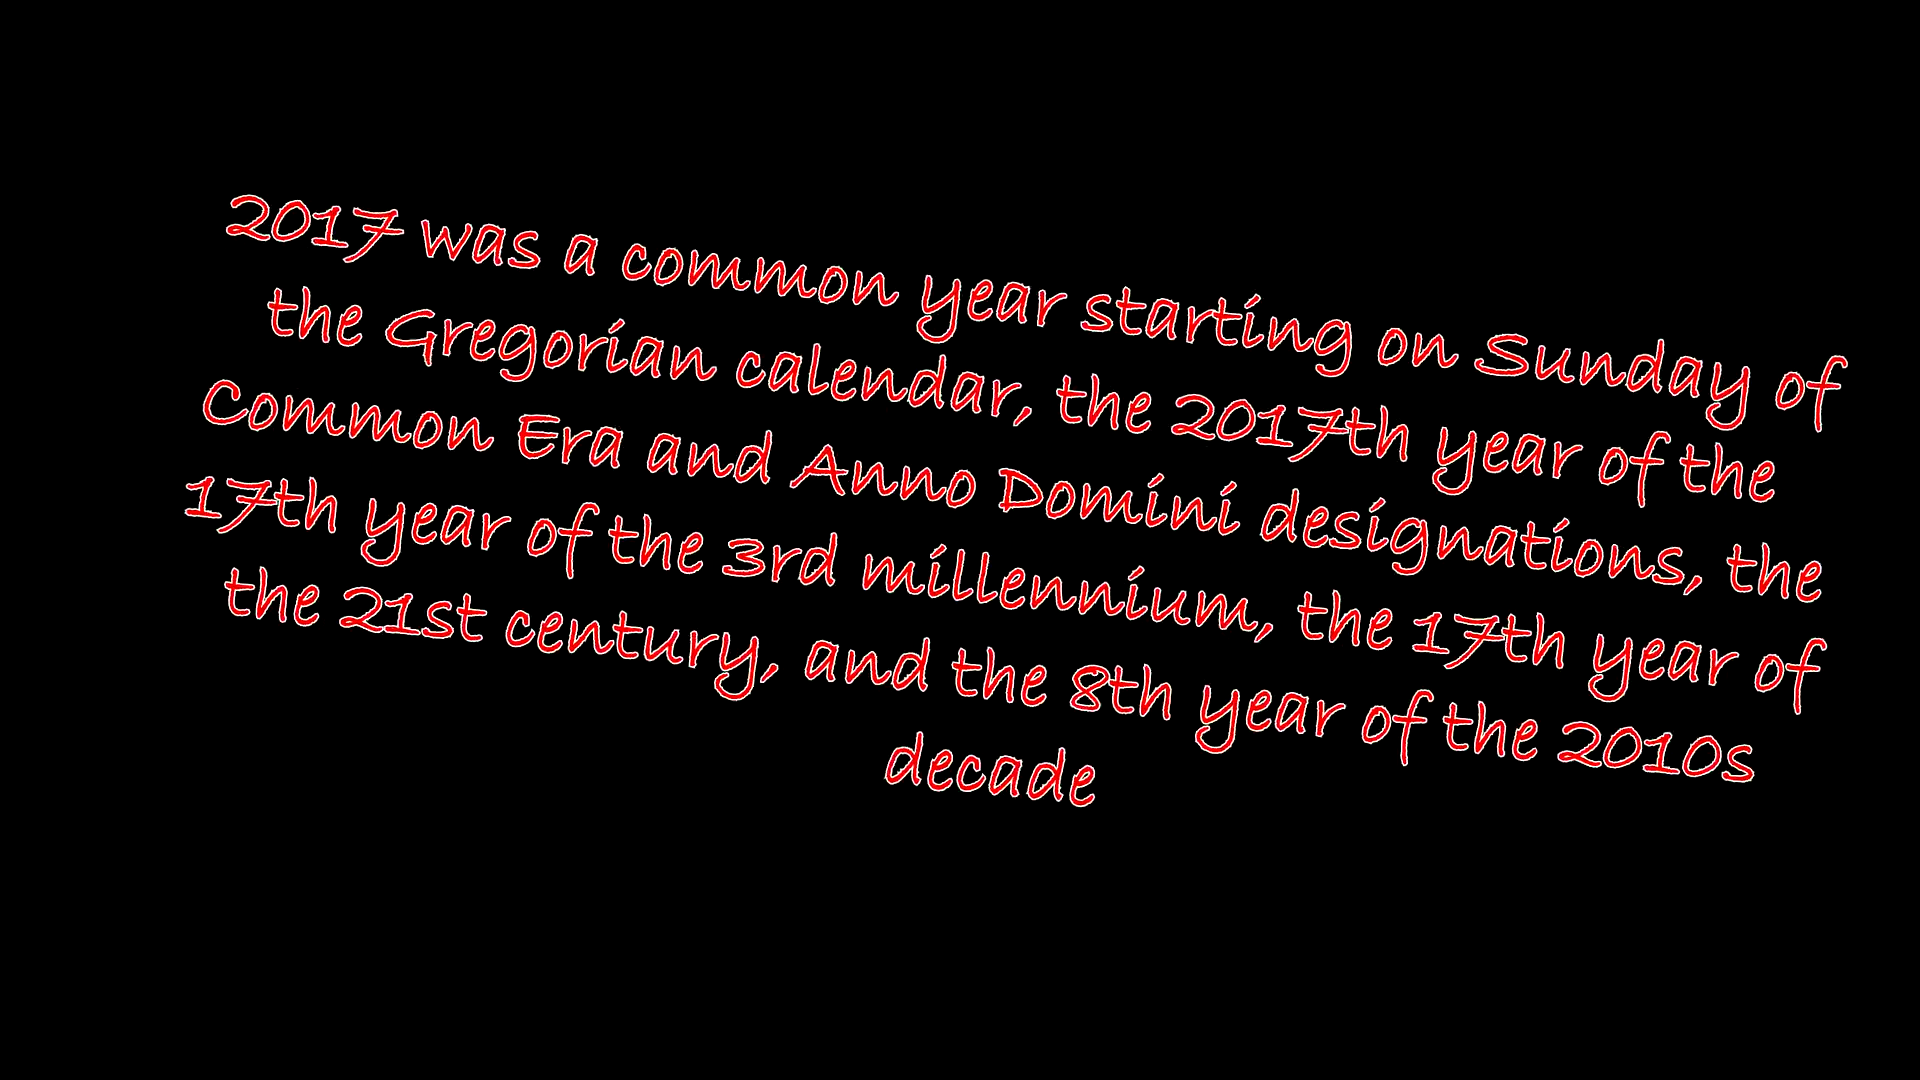 2017 was a common year starting on Sunday of
the Gregorian calendar, the 2017th year of the
Common Era and Anno Domini designations, the
17th year of the 3rd millennium, the 17th year of
the 21st century, and the 8th year of the 2010s
decade